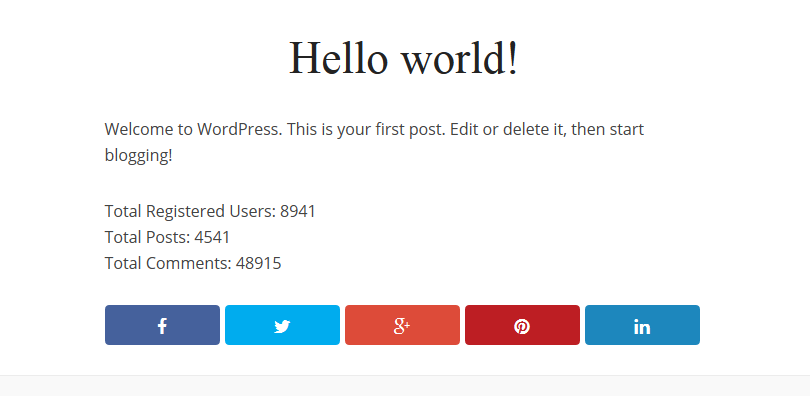 Hello world!
Welcome to WordPress. This is your first post. Edit or delete it, then start
blogging!
Total Registered Users: 8941
Total Posts: 4541
Total Comments: 48915